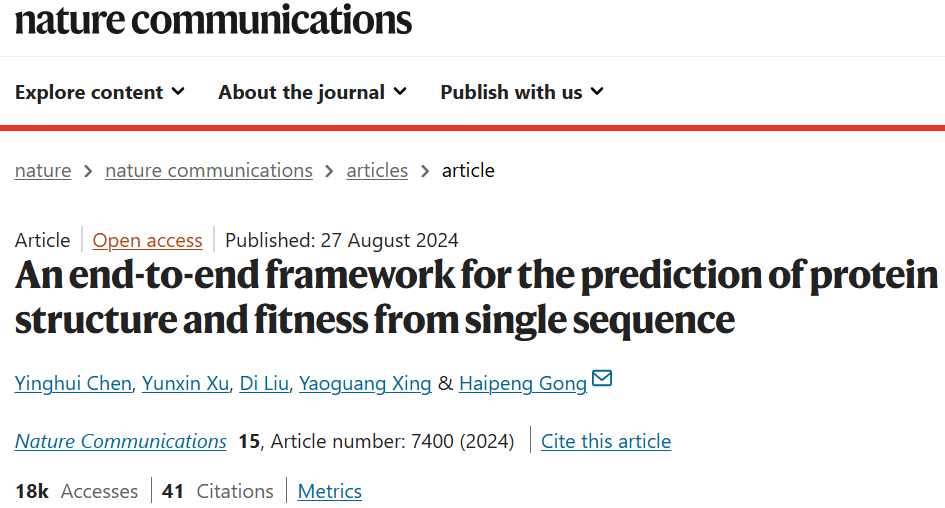 nature communications
Explore content About the journal Publish with us
nature > nature communications > articles > article
Article Open access Published: 27 August 2024
An end-to-end framework for the prediction of protein
structure and fitness from single sequence
Yinghui Chen, Yunxin Xu, Di Liu, Yaoguang Xing & Haipeng Gong
Nature Communications 15, Article number: 7400 (2024) Cite this article
18k Accesses 41 Citations Metrics